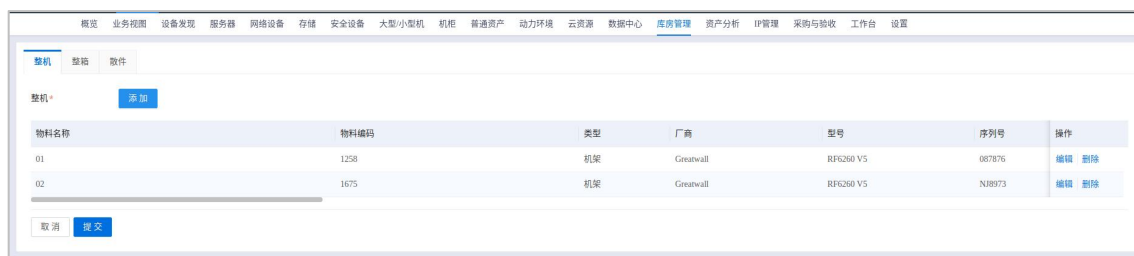 概览 业务视图 设备发现 服务器 网络设备 存储 安全设备 大型/小型机 机柜 普通资产 动力环境 云资源 数据中心 库房管理 资产分析 IP管理 采购与验收 工作台 设置
整机 整箱 散件
整机* 添加
物料名称 物料编码 类型 厂商 型号 序列号 操作
01 1258 机架 Greatwall RF6260 V5 087876 编辑 删除
02 1675 机架 Greatwall RF6260 V5 NJ8973 编辑 删除
取消 提交